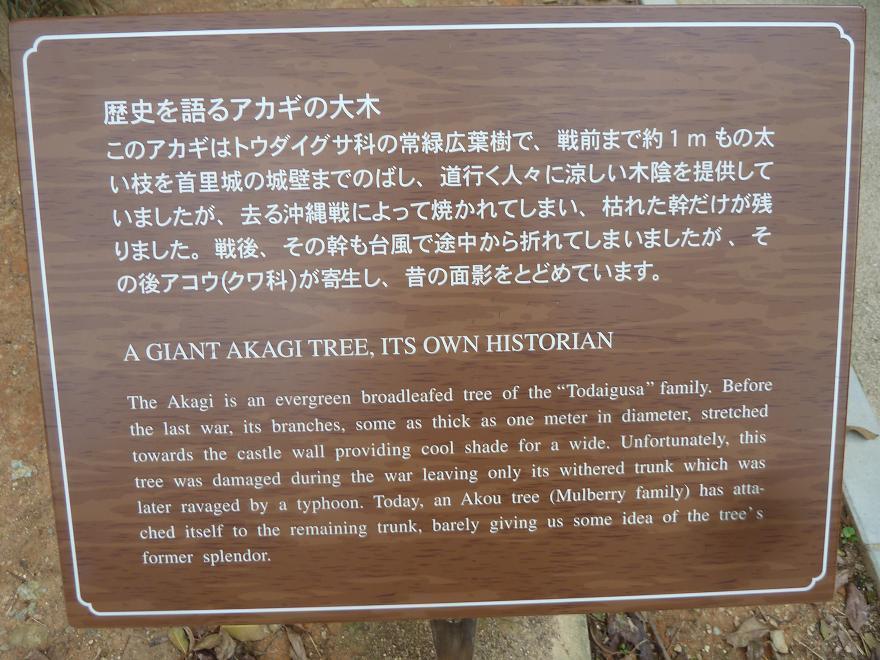 歴史を語るアカギの大木
このアカギはトウダイグサ科の常緑広葉樹で、戦前まで約１ｍもの太
い枝を首里城の城壁までのばし、道行く人々に涼しい木陰を提供して
いましたが、去る沖縄戦によって焼かれてしまい、枯れた幹だけが残
りました。戦後、その幹も台風で途中から折れてしまいましたが、そ
の後アコウ(クワ科)が寄生し、昔の面影をとどめています。
A GIANT AKAGI TREE, ITS OWN HISTORIAN
The Akagi is an evergreen broadleafed tree of the “Todaigusa” family. Before
the last war, its branches, some as thick as one meter in diameter, stretched
towards the castle wall providing cool shade for a wide. Unfortunately, this
tree was damaged during the war leaving only its withered trunk which was
later ravaged by a typhoon. Today, an Akou tree (Mulberry family) has atta-
ched itself to the remaining trunk, barely giving us some idea of the tree’s
former splendor.